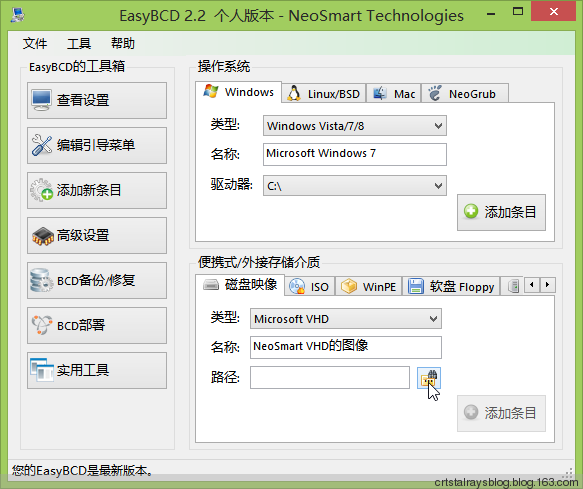 EasyBCD 2.2 个人版本 - NeoSmart Technologies
文件 工具 帮助
EasyBCD的工具箱
查看设置
编辑引导菜单
添加新条目
高级设置
BCD备份/修复
BCD部署
实用工具
操作系统
Windows Linux/BSD Mac NeoGrub
类型: Windows Vista/7/8
名称: Microsoft Windows 7
驱动器: C:\
添加条目
便携式/外接存储介质
磁盘映像 ISO WinPE 软盘 Floppy
类型: Microsoft VHD
名称: NeoSmart VHD的图像
路径:
添加条目
您的EasyBCD是最新版本。
crtstalraysblog.blog.163.com